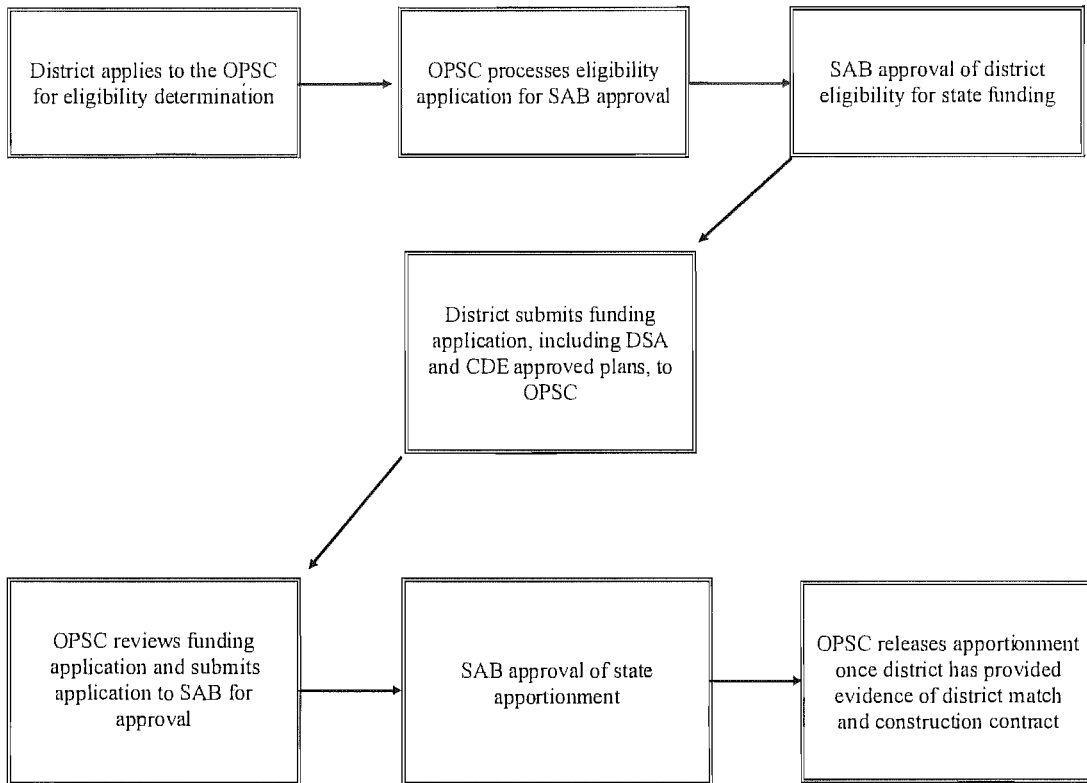 District applies to the OPSC
for eligibility determination
OPSC processes eligibility
application for SAB approval
SAB approval of district
eligibility for state funding
District submits funding
application, including DSA
and CDE approved plans, to
OPSC
OPSC reviews funding
application and submits
application to SAB for
approval
SAB approval of state
apportionment
OPSC releases apportionment
once district has provided
evidence of district match
and construction contract